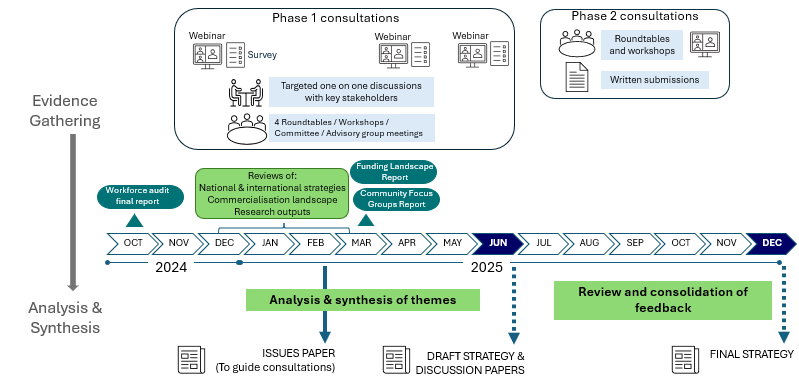 Phase 1 consultations
Webinar
Survey
Webinar
Webinar
Targeted one on one discussions
with key stakeholders
4 Roundtables / Workshops /
Committee / Advisory group meetings
Phase 2 consultations
Roundtables
and workshops
Written submissions
Evidence
Gathering
Workforce audit
final report
Reviews of:
National & international strategies
Commercialisation landscape
Research outputs
Funding Landscape
Report
Community Focus
Groups Report
OCT NOV DEC JAN FEB MAR APR MAY JUN JUL AUG SEP OCT NOV DEC
2024 2025
Analysis &
Synthesis
Analysis & synthesis of themes
Review and consolidation of
feedback
ISSUES PAPER
(To guide consultations)
DRAFT STRATEGY &
DISCUSSION PAPERS
FINAL STRATEGY